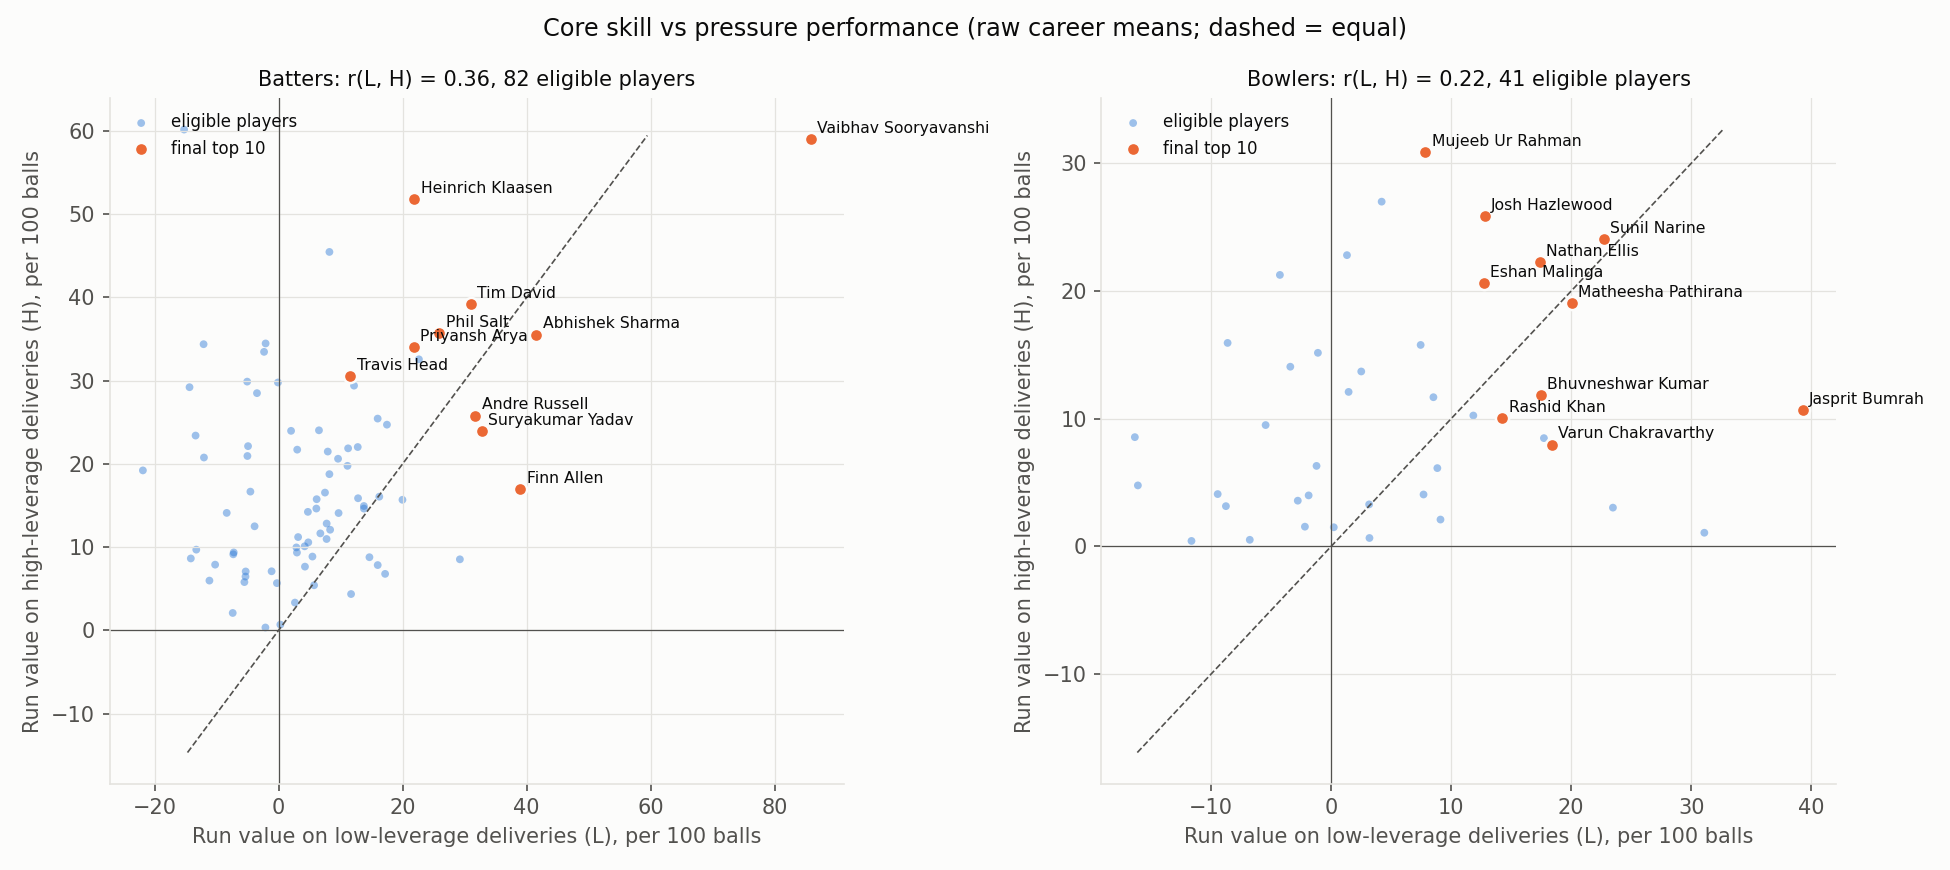 Core skill vs pressure performance (raw career means; dashed = equal)
Batters: r(L, H) = 0.36, 82 eligible players
eligible players
final top 10
Vaibhav Sooryavanshi
Heinrich Klaasen
Tim David
Phil Salt
Abhishek Sharma
Priyansh Arya
Travis Head
Andre Russell
Suryakumar Yadav
Finn Allen
60
50
40
30
20
10
0
−10
−20
0
20
40
60
80
Run value on high-leverage deliveries (H), per 100 balls
Run value on low-leverage deliveries (L), per 100 balls
Bowlers: r(L, H) = 0.22, 41 eligible players
eligible players
final top 10
Mujeeb Ur Rahman
Josh Hazlewood
Sunil Narine
Nathan Ellis
Eshan Malinga
Matheesha Pathirana
Bhuvneshwar Kumar
Jasprit Bumrah
Rashid Khan
Varun Chakravarthy
30
20
10
0
−10
−10
0
10
20
30
40
Run value on high-leverage deliveries (H), per 100 balls
Run value on low-leverage deliveries (L), per 100 balls